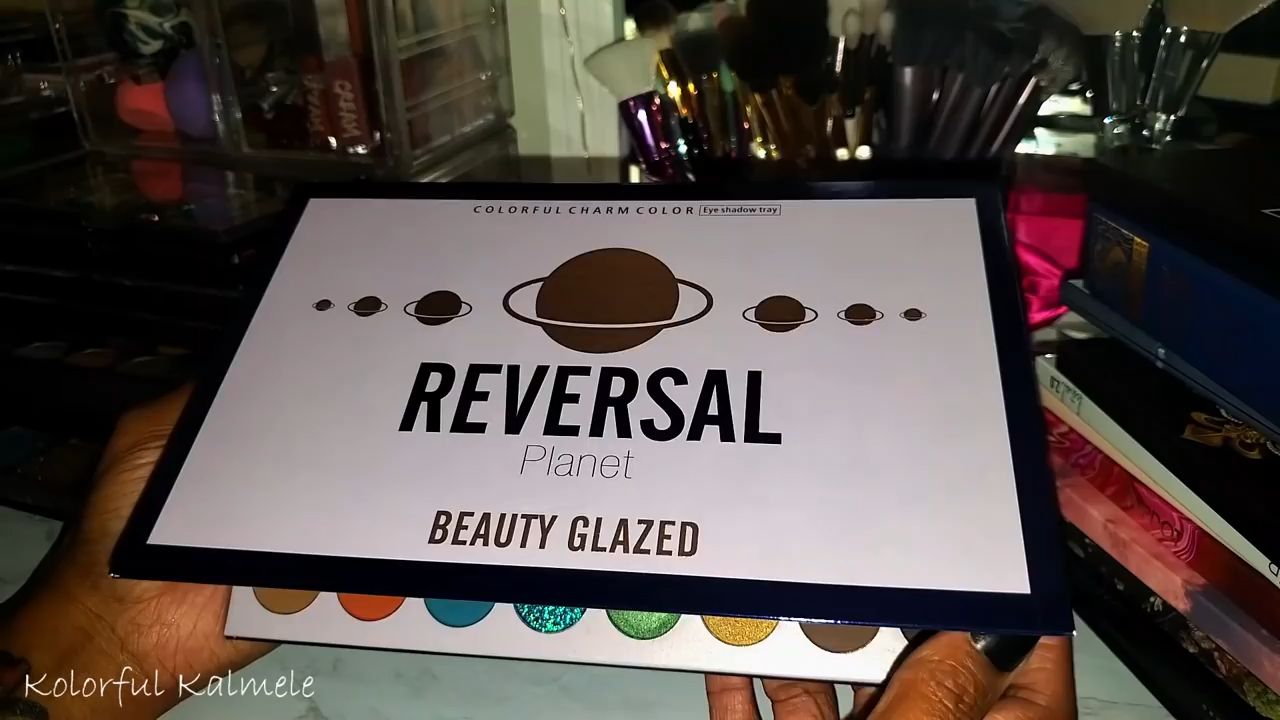 COLORFUL CHARM COLOR Eye shadow tray
REVERSAL
Planet
BEAUTY GLAZED
Kolorful Kalmele